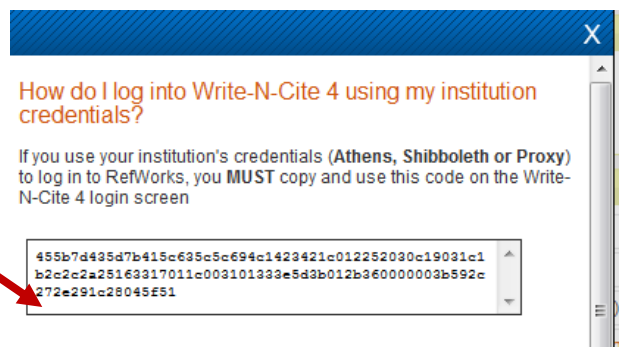 X
How do I log into Write-N-Cite 4 using my institution
credentials?
If you use your institution's credentials (Athens, Shibboleth or Proxy)
to log in to RefWorks, you MUST copy and use this code on the Write-
N-Cite 4 login screen
455b7d435d7b415c635c5c694c1423421c012252030c19031c1
b2c2c2a25163317011c003101333e5d3b012b360000003b592c
272e291c28045f51